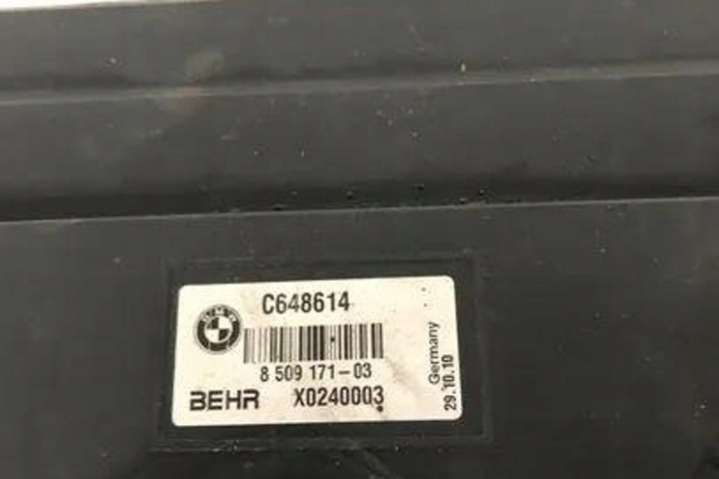 C648614
8 509 171-03
BEHR X0240003
Germany
29.10.10